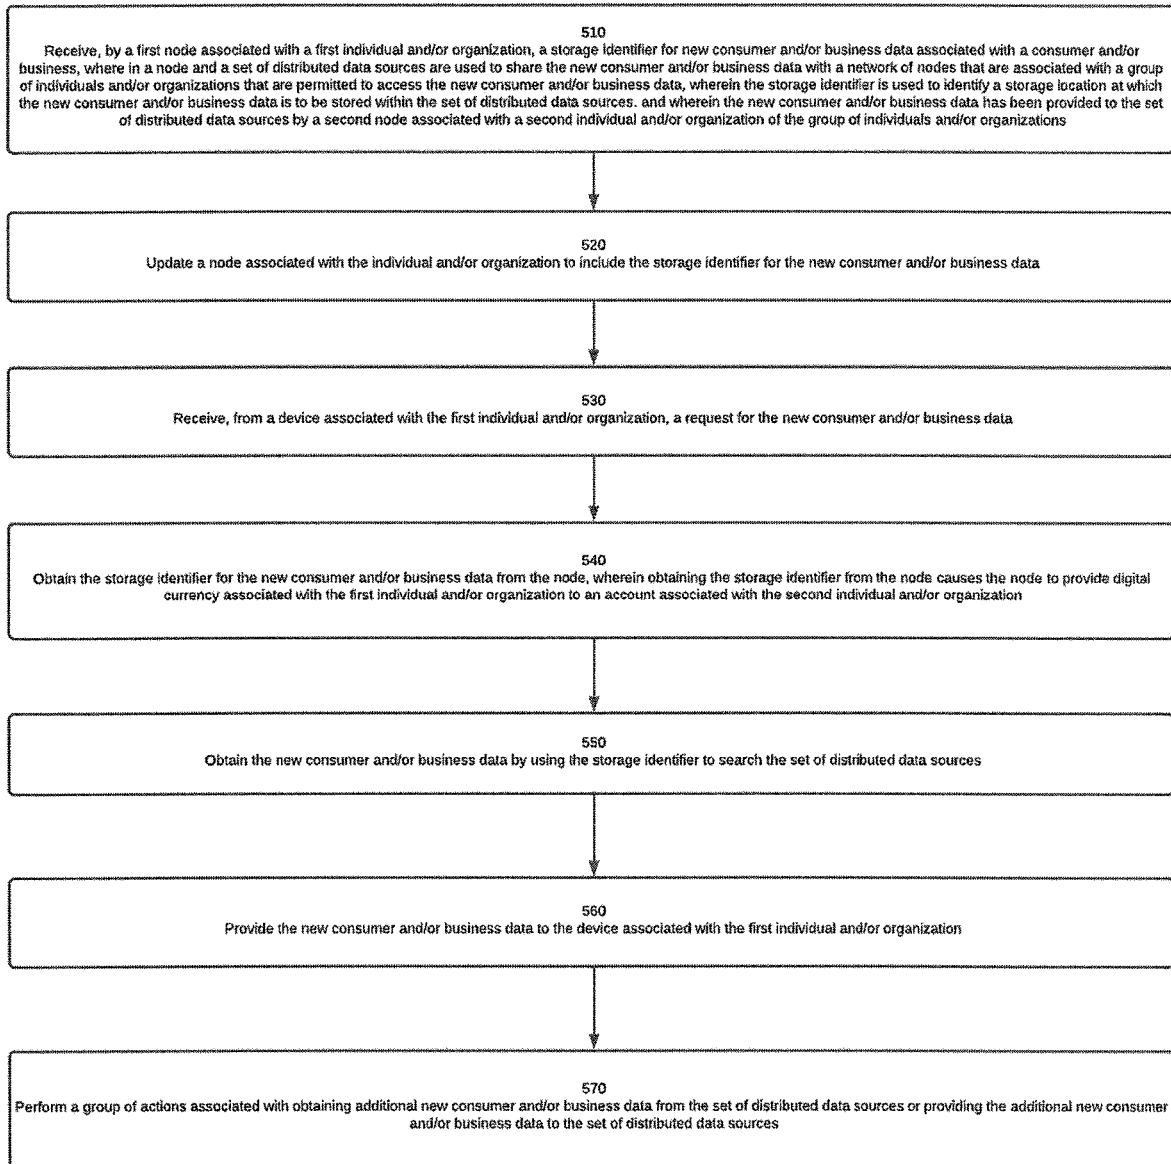 510
Receive, by a first node associated with a first individual and/or organization, a storage identifier for new consumer and/or business data associated with a consumer and/or
business, where in a node and a set of distributed data sources are used to share the new consumer and/or business data with a network of nodes that are associated with a group
of individuals and/or organizations that are permitted to access the new consumer and/or business data, wherein the storage identifier is used to identify a storage location at which
the new consumer and/or business data is to be stored within the set of distributed data sources. and wherein the new consumer and/or business data has been provided to the set
of distributed data sources by a second node associated with a second individual and/or organization of the group of individuals and/or organizations
520
Update a node associated with the individual and/or organization to include the storage identifier for the new consumer and/or business data
530
Receive, from a device associated with the first individual and/or organization, a request for the new consumer and/or business data
540
Obtain the storage identifier for the new consumer and/or business data from the node, wherein obtaining the storage identifier from the node causes the node to provide digital
currency associated with the first individual and/or organization to an account associated with the second individual and/or organization
550
Obtain the new consumer and/or business data by using the storage identifier to search the set of distributed data sources
560
Provide the new consumer and/or business data to the device associated with the first individual and/or organization
570
Perform a group of actions associated with obtaining additional new consumer and/or business data from the set of distributed data sources or providing the additional new consumer
and/or business data to the set of distributed data sources